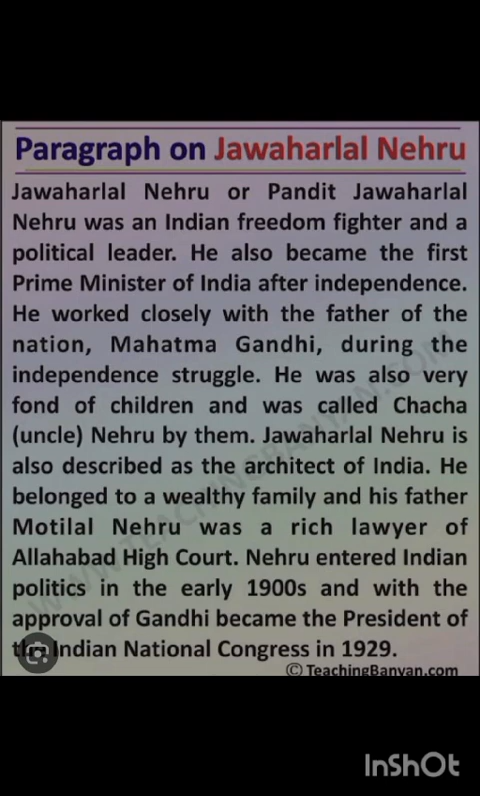 Paragraph on Jawaharlal Nehru
Jawaharlal Nehru or Pandit Jawaharlal
Nehru was an Indian freedom fighter and a
political leader. He also became the first
Prime Minister of India after independence.
He worked closely with the father of the
nation, Mahatma Gandhi, during the
independence struggle. He was also very
fond of children and was called Chacha
(uncle) Nehru by them. Jawaharlal Nehru is
also described as the architect of India. He
belonged to a wealthy family and his father
Motilal Nehru was a rich lawyer of
Allahabad High Court. Nehru entered Indian
politics in the early 1900s and with the
approval of Gandhi became the President of
the Indian National Congress in 1929.
© TeachingBanyan.com
WWW.TEACHINGBANYAN.COM
InShOt